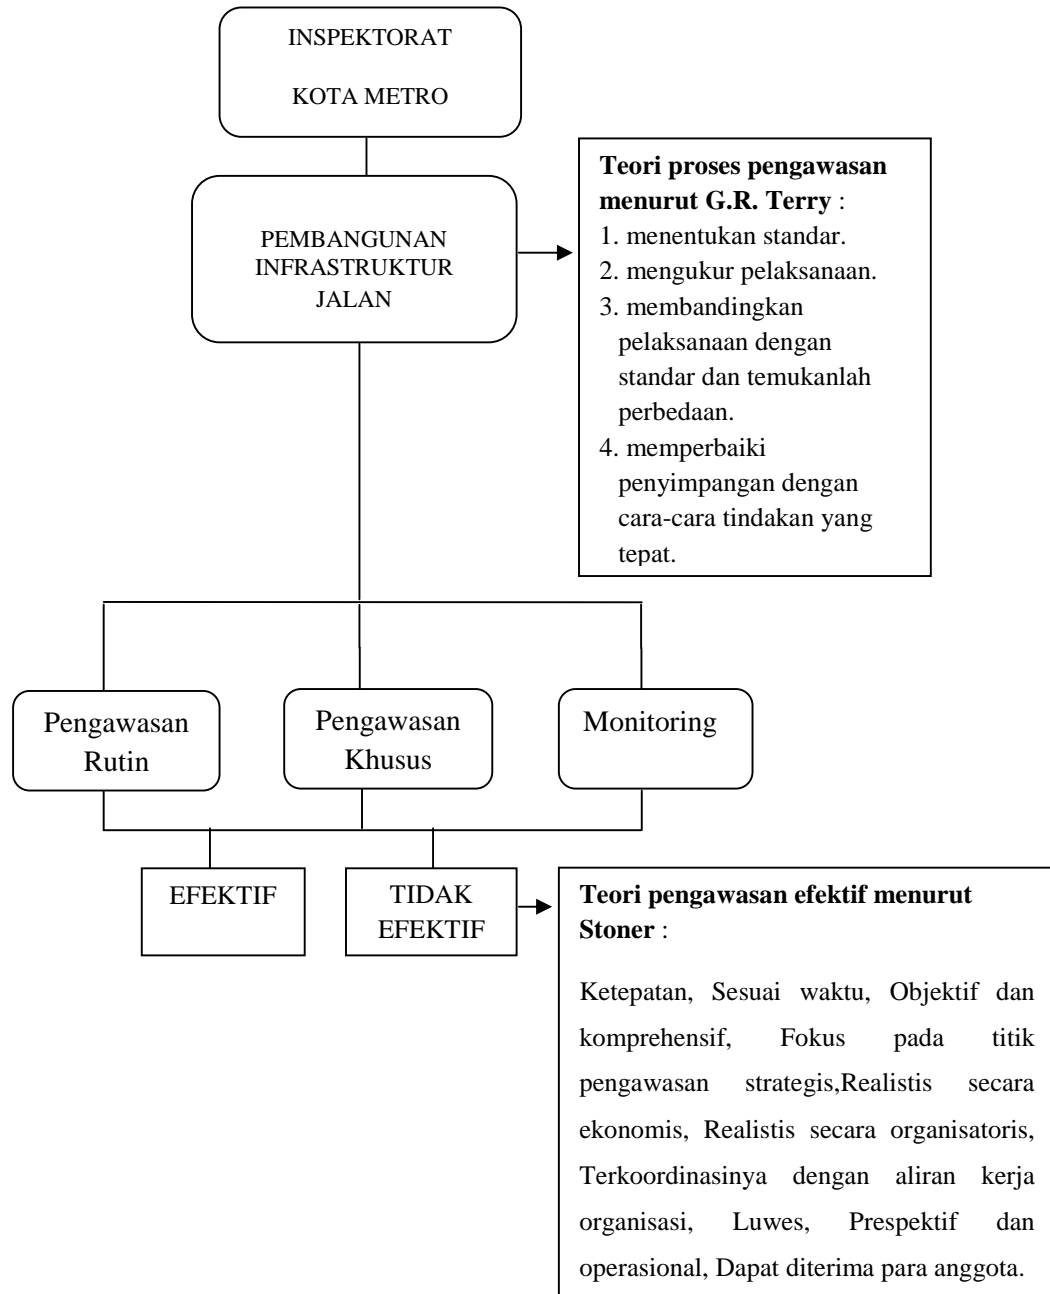 INSPEKTORAT
KOTA METRO
PEMBANGUNAN
INFRASTRUKTUR
JALAN
Teori proses pengawasan
menurut G.R. Terry :
1. menentukan standar.
2. mengukur pelaksanaan.
3. membandingkan
pelaksanaan dengan
standar dan temukanlah
perbedaan.
4. memperbaiki
penyimpangan dengan
cara-cara tindakan yang
tepat.
Pengawasan
Rutin
Pengawasan
Khusus
Monitoring
EFEKTIF
TIDAK
EFEKTIF
Teori pengawasan efektif menurut
Stoner :
Ketepatan, Sesuai waktu, Objektif dan
komprehensif, Fokus pada titik
pengawasan strategis,Realistis secara
ekonomis, Realistis secara organisatoris,
Terkoordinasinya dengan aliran kerja
organisasi, Luwes, Prespektif dan
operasional, Dapat diterima para anggota.